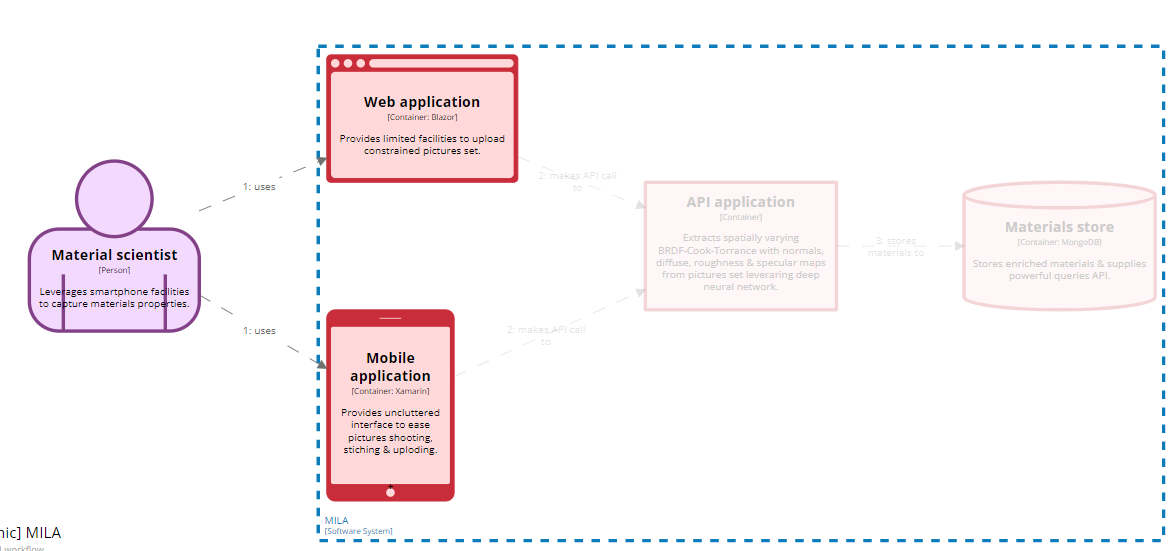 Web application
[Container: Blazor]
Provides limited facilities to upload
constrained pictures set.
1: uses
2: makes API call
to
Material scientist
[Person]
Leverages smartphone facilities
to capture materials properties.
API application
[Container]
Extracts spatially varying
BRDF-Cook-Torrance with normals,
diffuse, roughness & specular maps
from pictures set leveraring deep
neural network.
3: stores
materials to
Materials store
[Container: MongoDB]
Stores enriched materials & supplies
powerful queries API.
1: uses
2: makes API call
to
Mobile
application
[Container: Xamarin]
Provides uncluttered
interface to ease
pictures shooting,
stiching & uploding.
MILA
[Software System]
nic] MILA
l workflow